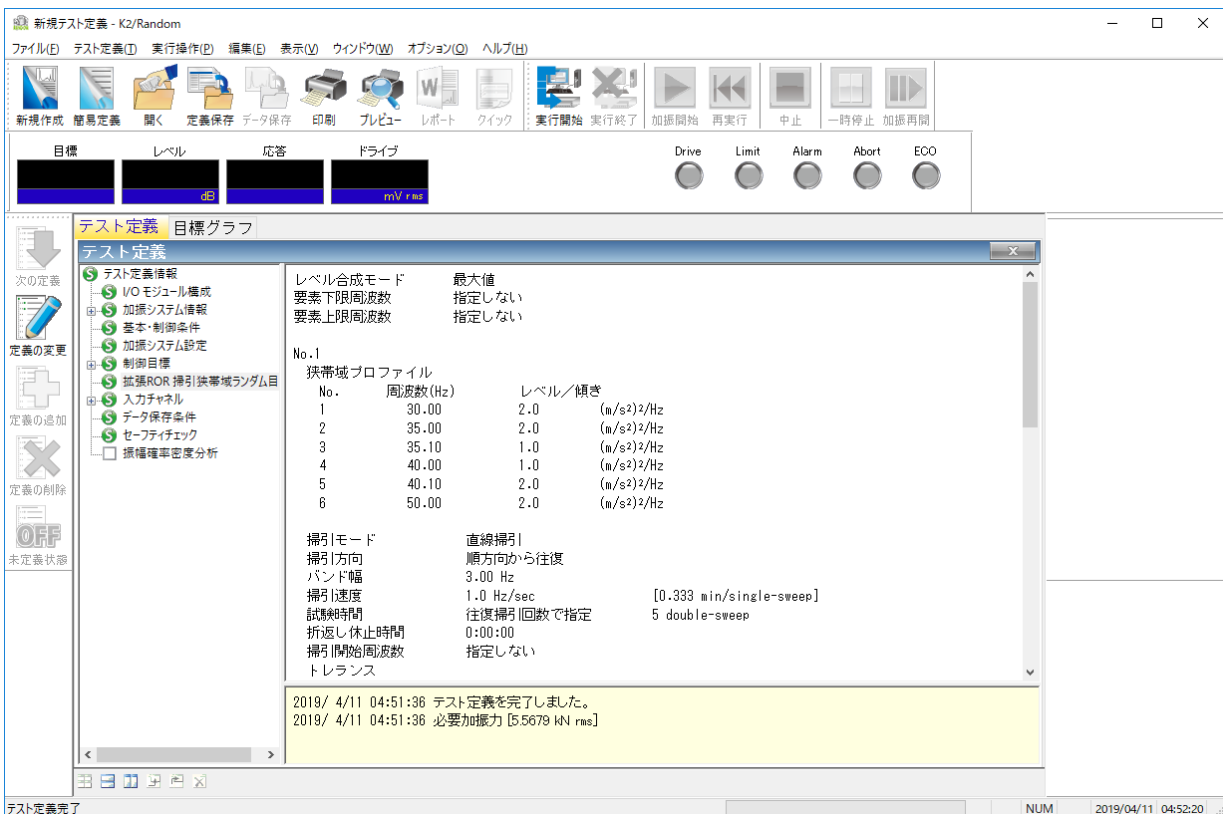 新規テスト定義 - K2/Random
ファイル(F) テスト定義(T) 実行操作(P) 編集(E) 表示(V) ウィンドウ(W) オプション(O) ヘルプ(H)
新規作成 簡易定義 開く 定義保存 データ保存 印刷 プレビュー レポート クイック 実行開始 実行終了 加振開始 再実行 中止 一時停止 加振再開
目標 レベル 応答 ドライブ Drive Limit Alarm Abort ECO
dB mV rms
テスト定義 目標グラフ
テスト定義
次の定義
定義の変更
定義の追加
定義の削除
OFF
未定義状態
テスト定義情報
I/O モジュール構成
加振システム情報
基本・制御条件
加振システム設定
制御目標
拡張ROR 掃引狭帯域ランダム目
入力チャネル
データ保存条件
セーフティチェック
振幅確率密度分析
レベル合成モード 最大値
要素下限周波数 指定しない
要素上限周波数 指定しない
No.1
狭帯域プロファイル
No. 周波数(Hz) レベル/傾き
1 30.00 2.0 (m/s²)²/Hz
2 35.00 2.0 (m/s²)²/Hz
3 35.10 1.0 (m/s²)²/Hz
4 40.00 1.0 (m/s²)²/Hz
5 40.10 2.0 (m/s²)²/Hz
6 50.00 2.0 (m/s²)²/Hz
掃引モード 直線掃引
掃引方向 順方向から往復
バンド幅 3.00 Hz
掃引速度 1.0 Hz/sec [0.333 min/single-sweep]
試験時間 往復掃引回数で指定 5 double-sweep
折返し休止時間 0:00:00
掃引開始周波数 指定しない
トレランス
2019/ 4/11 04:51:36 テスト定義を完了しました。
2019/ 4/11 04:51:36 必要加振力 [5.5679 kN rms]
テスト定義完了 NUM 2019/04/11 04:52:20